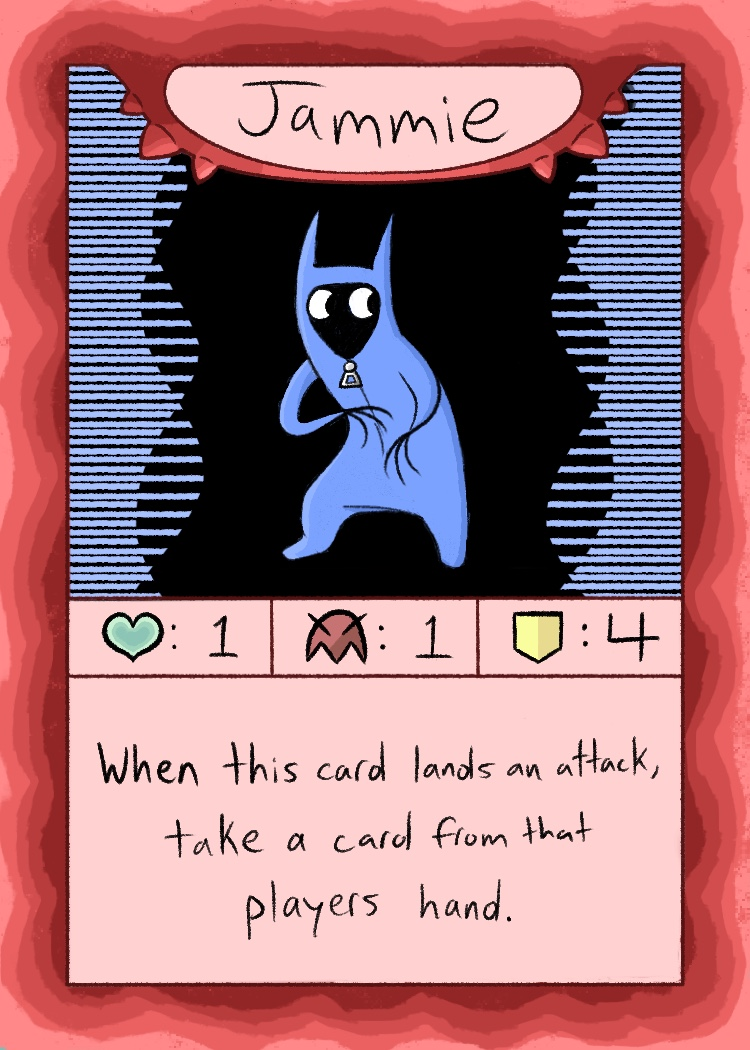 Jammie
: 1
: 1
: 4
When this card lands an attack,
take a card from that
players hand.